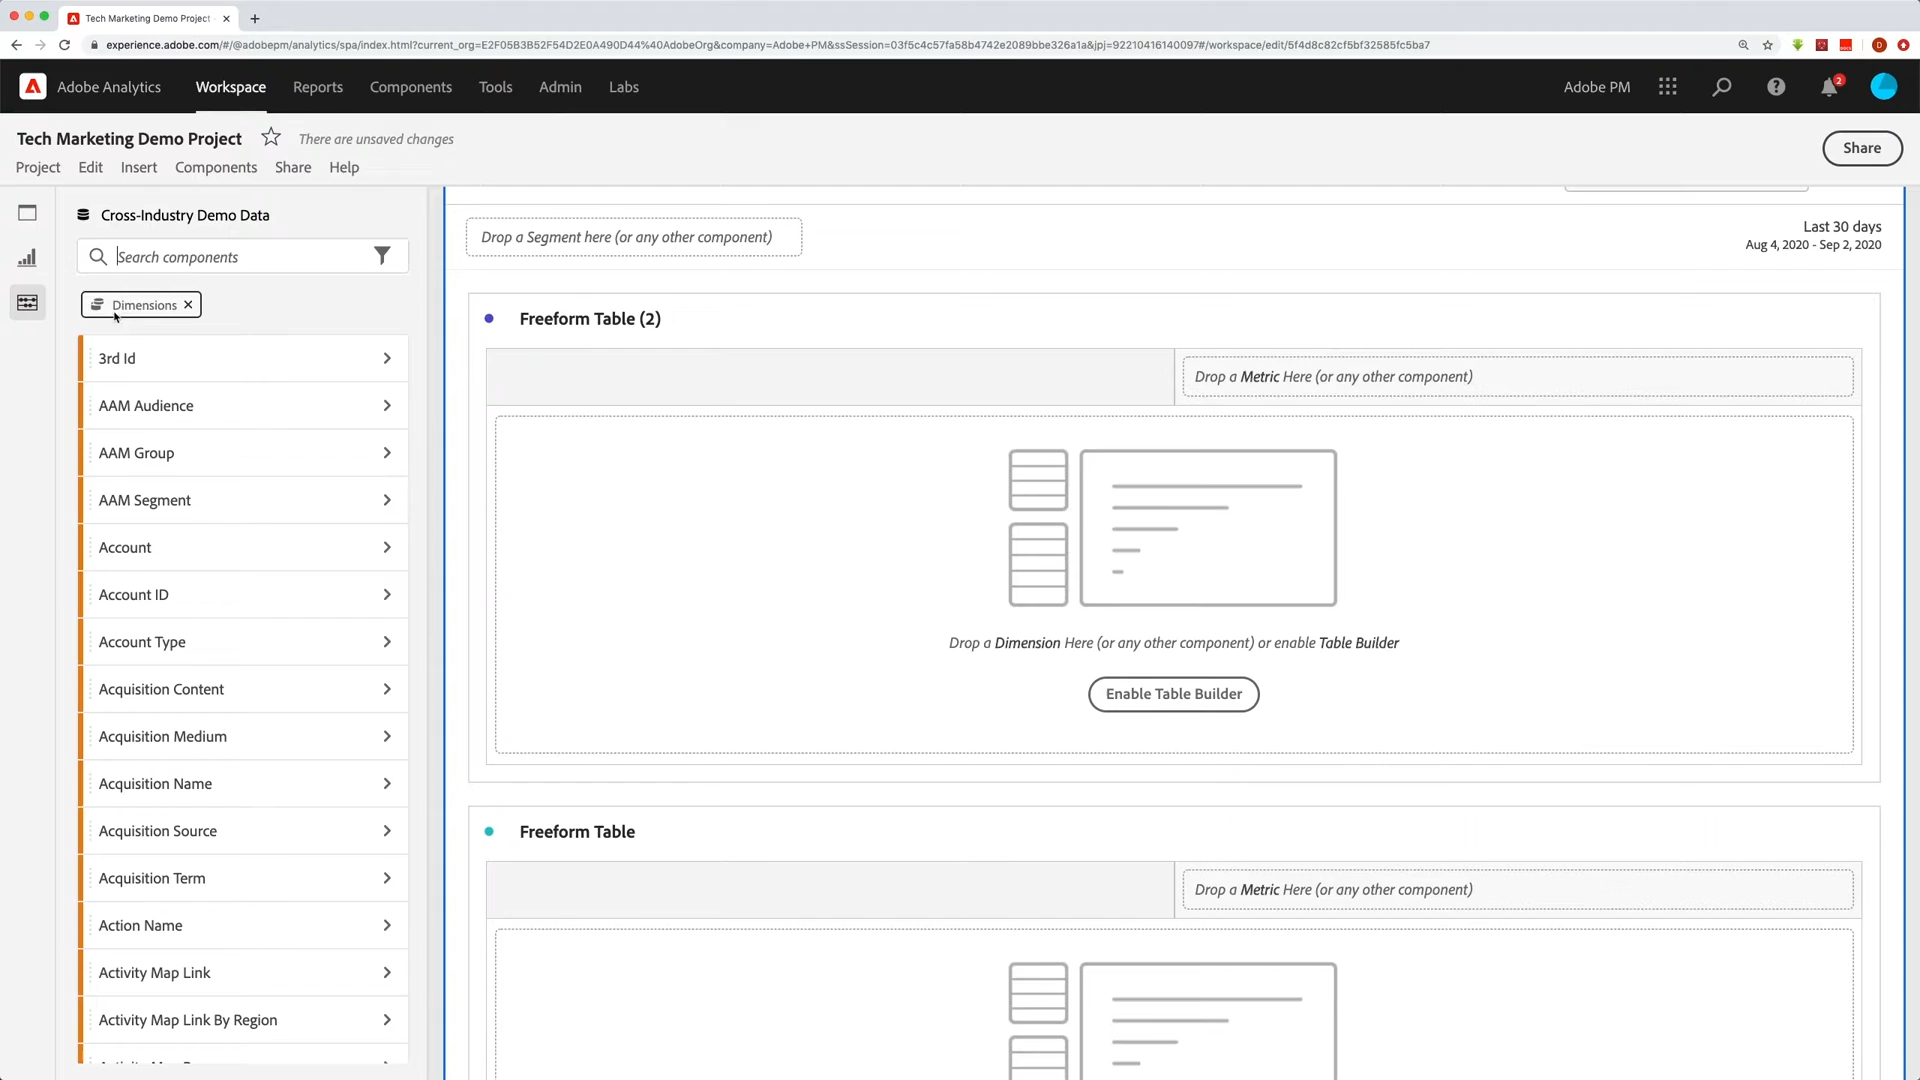 Tech Marketing Demo Project
experience.adobe.com/#/@adobepm/analytics/spa/index.html?current_org=E2F05B3B52F54D2E0A490D44%40AdobeOrg&company=Adobe+PM&ssSession=03f5c4c57fa58b4742e2089bbe326a1a&jpj=92210416140097#/workspace/edit/5f4d8c82cf5bf32585fc5ba7
Adobe Analytics Workspace Reports Components Tools Admin Labs Adobe PM 2
Tech Marketing Demo Project There are unsaved changes
Share
Project Edit Insert Components Share Help
Cross-Industry Demo Data
Search components
Dimensions
3rd Id
AAM Audience
AAM Group
AAM Segment
Account
Account ID
Account Type
Acquisition Content
Acquisition Medium
Acquisition Name
Acquisition Source
Acquisition Term
Action Name
Activity Map Link
Activity Map Link By Region
Drop a Segment here (or any other component)
Last 30 days
Aug 4, 2020 - Sep 2, 2020
Freeform Table (2)
Drop a Metric Here (or any other component)
Drop a Dimension Here (or any other component) or enable Table Builder
Enable Table Builder
Freeform Table
Drop a Metric Here (or any other component)